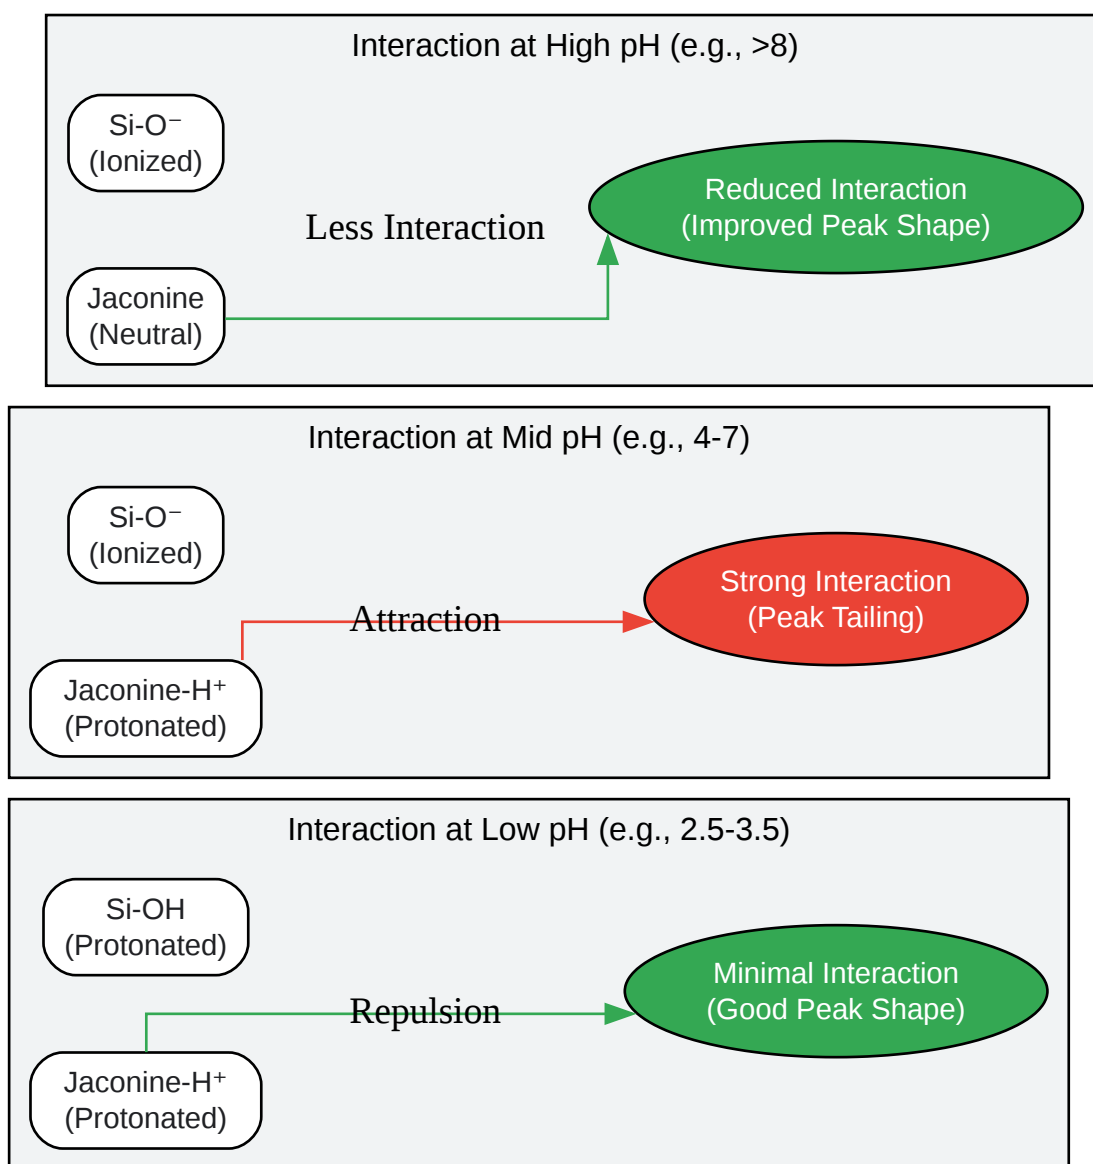 Interaction at High pH (e.g., >8)
Si-O⁻
(Ionized)
Reduced Interaction
(Improved Peak Shape)
Less Interaction
Jaconine
(Neutral)
Interaction at Mid pH (e.g., 4-7)
Si-O⁻
(Ionized)
Strong Interaction
(Peak Tailing)
Attraction
Jaconine-H⁺
(Protonated)
Interaction at Low pH (e.g., 2.5-3.5)
Si-OH
(Protonated)
Minimal Interaction
(Good Peak Shape)
Repulsion
Jaconine-H⁺
(Protonated)